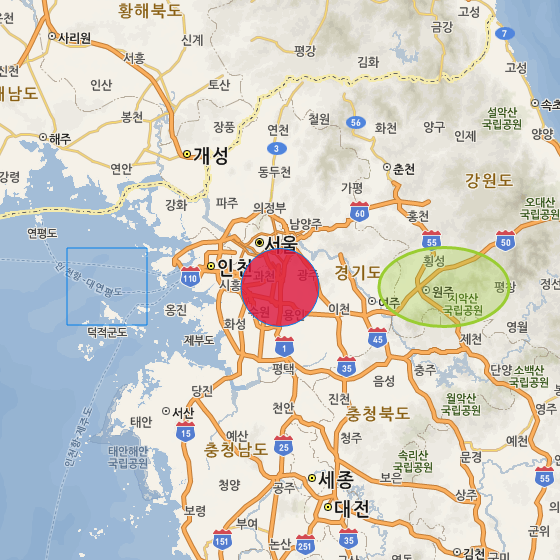 황해북도
고성
사리원
금강
신계
서흥
평강
김화
7
신천
인산
토산
고성
해남도
봉천
장풍
철원
56
속초
설악산
국립공원
해주
연천
화천
양구
인제
양양
개성
3
연안
동두천
춘천
강령
가평
강원도
강화
파주
의정부
60
오대산
국립공원
연평도
남양주
홍천
서울
55
50
횡성
인천
과천
광주
경기도
인천항-대연평도
110
시흥
원주
평창
정선
치악산
국립공원
옹진
수원
용인
이천
여주
덕적군도
화성
영월
제부도
1
45
제천
평택
35
충주
단양
소백산
국립공원
음성
당진
월악산
국립공원
태안
서산
천안
진천
충청북도
영주
인천항-제주도
15
예산
청주
예천
충청남도
25
태안해안
국립공원
속리산
국립공원
문경
청양
세종
보은
55
공주
상주
대전
보령
부여
의성
군위
151
논산
251
35
영동
김천
구미